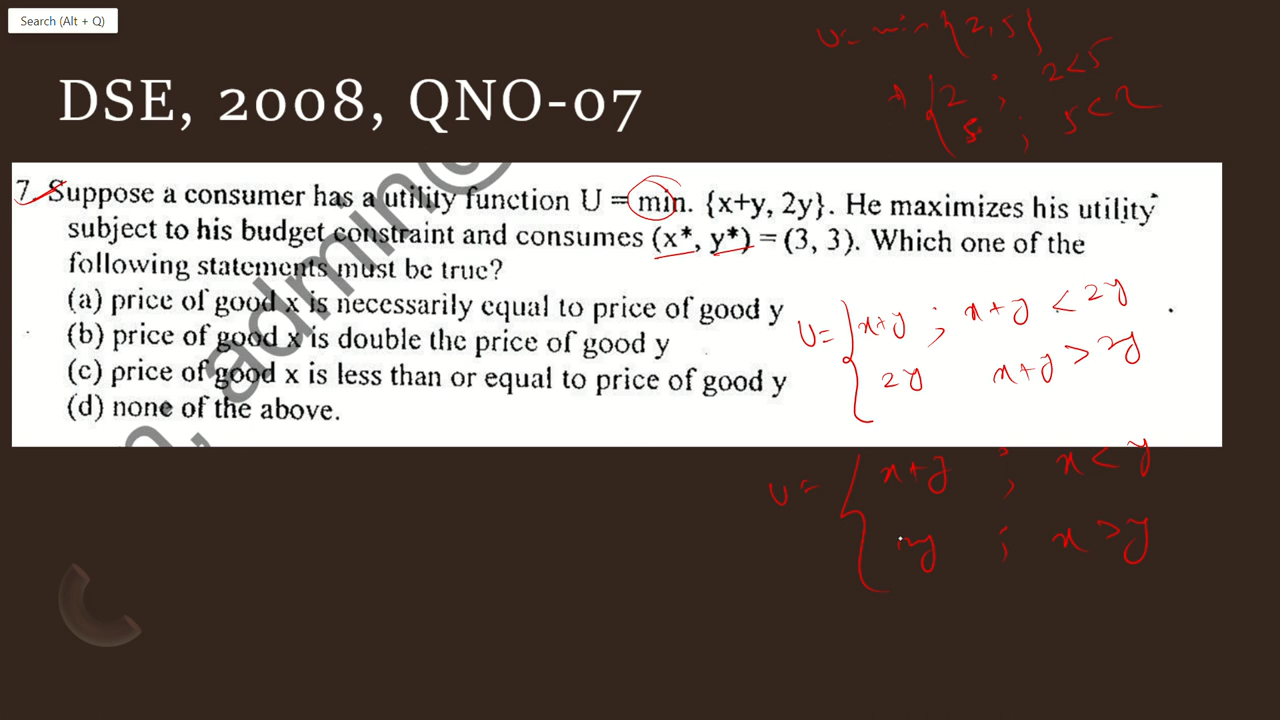 Search (Alt + Q)
U = min {2, 5}
DSE, 2008, QNO-07
{ 2 ; 2 < 5
5 ; 5 < 2
7. Suppose a consumer has a utility function U = min. {x+y, 2y}. He maximizes his utility
subject to his budget constraint and consumes (x*, y*) = (3, 3). Which one of the
following statements must be true?
(a) price of good x is necessarily equal to price of good y
(b) price of good x is double the price of good y
(c) price of good x is less than or equal to price of good y
(d) none of the above.
admin@
U = { x+y ; x+y < 2y
2y x+y > 2y
U = { x+y ; x < y
2y ; x > y